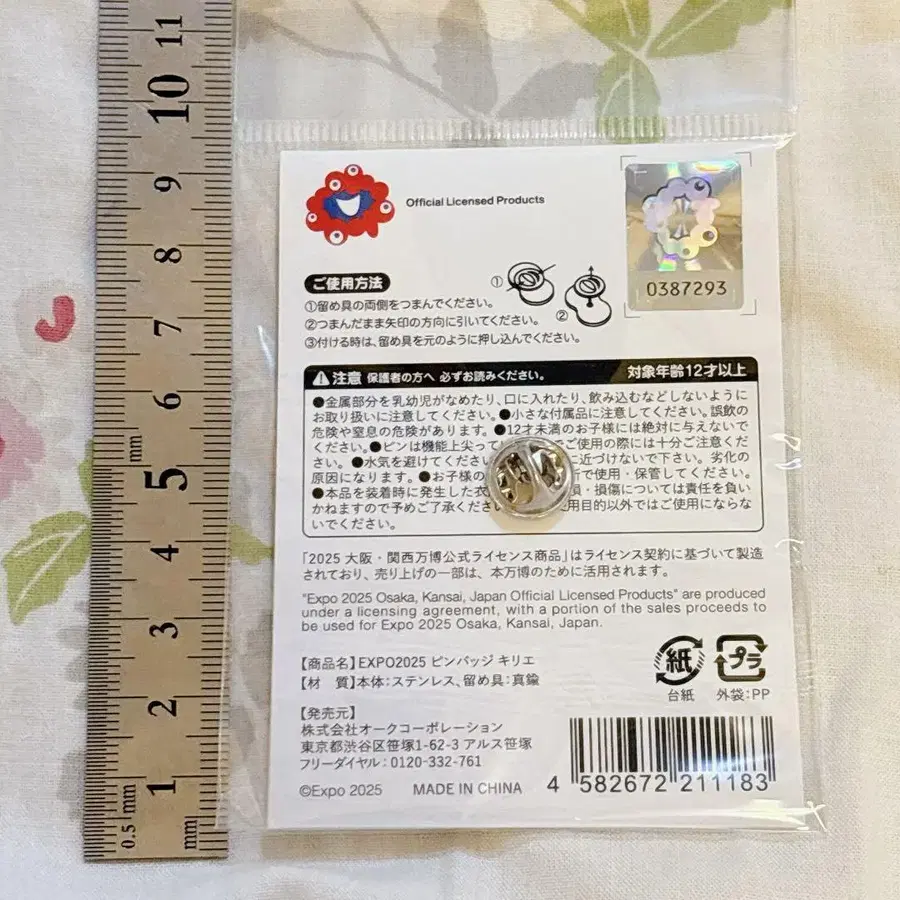 11
10
9
8
7
6
mm
5
4
3
2
1
0.5 mm
mm
Official Licensed Products
0387293
ご使用方法
①留め具の両側をつまんでください。
②つまんだまま矢印の方向に引いてください。
③付ける時は、留め具を元のように押し込んでください。
①
②
注意 保護者の方へ 必ずお読みください。 対象年齢12才以上
●金属部分を乳幼児がなめたり、口に入れたり、飲み込むなどしないように
お取り扱いに注意してください。●小さな付属品に注意してください。誤飲の
危険や窒息の危険があります。●12才未満のお子様には絶対に与えないで
ください。●ピンは機能上尖って ご使用の際には十分ご注意くだ
さい。●水気を避けてくださ に近づけないで下さい。劣化の
原因になります。●お子様の で使用・保管してください。
●本品を装着時に発生した衣 損・損傷については責任を負い
かねますので予めご了承くださ 使用目的以外ではご使用にならな
いでください。
「2025 大阪・関西万博公式ライセンス商品」はライセンス契約に基づいて製造
されており、売り上げの一部は、本万博のために活用されます。
"Expo 2025 Osaka, Kansai, Japan Official Licensed Products" are produced
under a licensing agreement, with a portion of the sales proceeds to
be used for Expo 2025 Osaka, Kansai, Japan.
【商品名】EXPO2025 ピンバッジ キリエ
【材 質】本体:ステンレス、留め具:真鍮
紙
プラ
台紙 外袋:PP
【発売元】
株式会社オークコーポレーション
東京都渋谷区笹塚1-62-3 アルス笹塚
フリーダイヤル:0120-332-761
©Expo 2025 MADE IN CHINA
4 582672 211183